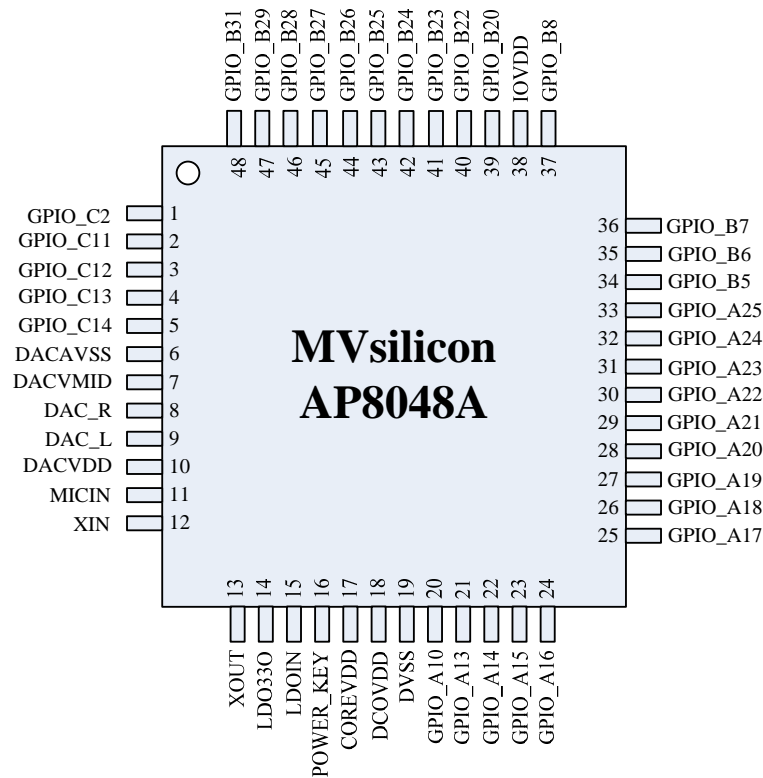 GPIO_B31
GPIO_B29
GPIO_B28
GPIO_B27
GPIO_B26
GPIO_B25
GPIO_B24
GPIO_B23
GPIO_B22
GPIO_B20
IOVDD
GPIO_B8
48
47
46
45
44
43
42
41
40
39
38
37
GPIO_C2 1
GPIO_C11 2
GPIO_C12 3
GPIO_C13 4
GPIO_C14 5
DACAVSS 6
DACVMID 7
DAC_R 8
DAC_L 9
DACVDD 10
MICIN 11
XIN 12
MVsilicon
AP8048A
36 GPIO_B7
35 GPIO_B6
34 GPIO_B5
33 GPIO_A25
32 GPIO_A24
31 GPIO_A23
30 GPIO_A22
29 GPIO_A21
28 GPIO_A20
27 GPIO_A19
26 GPIO_A18
25 GPIO_A17
13
14
15
16
17
18
19
20
21
22
23
24
XOUT
LDO33O
LDOIN
POWER_KEY
COREVDD
DCOVDD
DVSS
GPIO_A10
GPIO_A13
GPIO_A14
GPIO_A15
GPIO_A16